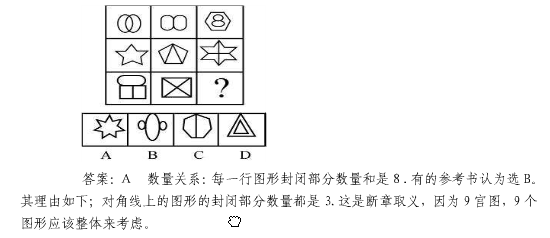 8
?
A B C D
答案：A 数量关系：每一行图形封闭部分数量和是 8．有的参考书认为选 B。
其理由如下；对角线上的图形的封闭部分数量都是 3.这是断章取义，因为 9 宫图，9 个
图形应该整体来考虑。